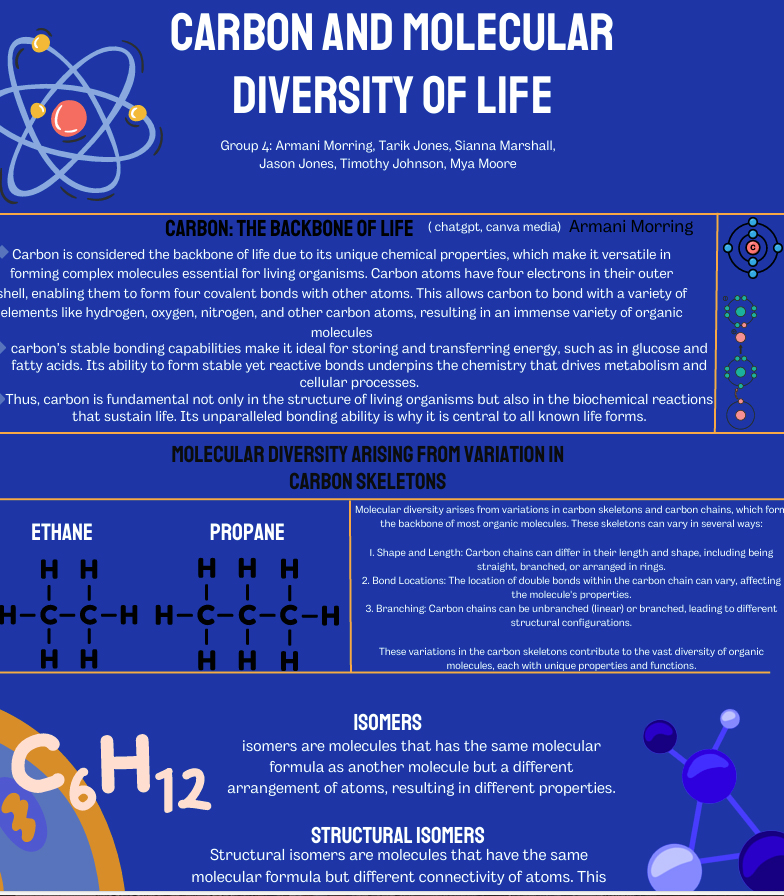 CARBON AND MOLECULAR
DIVERSITY OF LIFE
Group 4: Armani Morring, Tarik Jones, Sianna Marshall,
Jason Jones, Timothy Johnson, Mya Moore
CARBON: THE BACKBONE OF LIFE ( chatgpt, canva media) Armani Morring
Carbon is considered the backbone of life due to its unique chemical properties, which make it versatile in
forming complex molecules essential for living organisms. Carbon atoms have four electrons in their outer
shell, enabling them to form four covalent bonds with other atoms. This allows carbon to bond with a variety of
elements like hydrogen, oxygen, nitrogen, and other carbon atoms, resulting in an immense variety of organic
molecules
carbon's stable bonding capabilities make it ideal for storing and transferring energy, such as in glucose and
fatty acids. Its ability to form stable yet reactive bonds underpins the chemistry that drives metabolism and
cellular processes.
Thus, carbon is fundamental not only in the structure of living organisms but also in the biochemical reactions
that sustain life. Its unparalleled bonding ability is why it is central to all known life forms.
C
MOLECULAR DIVERSITY ARISING FROM VARIATION IN
CARBON SKELETONS
ETHANE
H H
H–C–C–H
H H
PROPANE
H H H
H–C–C–C–H
H H H
Molecular diversity arises from variations in carbon skeletons and carbon chains, which form
the backbone of most organic molecules. These skeletons can vary in several ways:
1. Shape and Length: Carbon chains can differ in their length and shape, including being
straight, branched, or arranged in rings.
2. Bond Locations: The location of double bonds within the carbon chain can vary, affecting
the molecule's properties.
3. Branching: Carbon chains can be unbranched (linear) or branched, leading to different
structural configurations.
These variations in the carbon skeletons contribute to the vast diversity of organic
molecules, each with unique properties and functions.
C6H12
ISOMERS
isomers are molecules that has the same molecular
formula as another molecule but a different
arrangement of atoms, resulting in different properties.
STRUCTURAL ISOMERS
Structural isomers are molecules that have the same
molecular formula but different connectivity of atoms. This